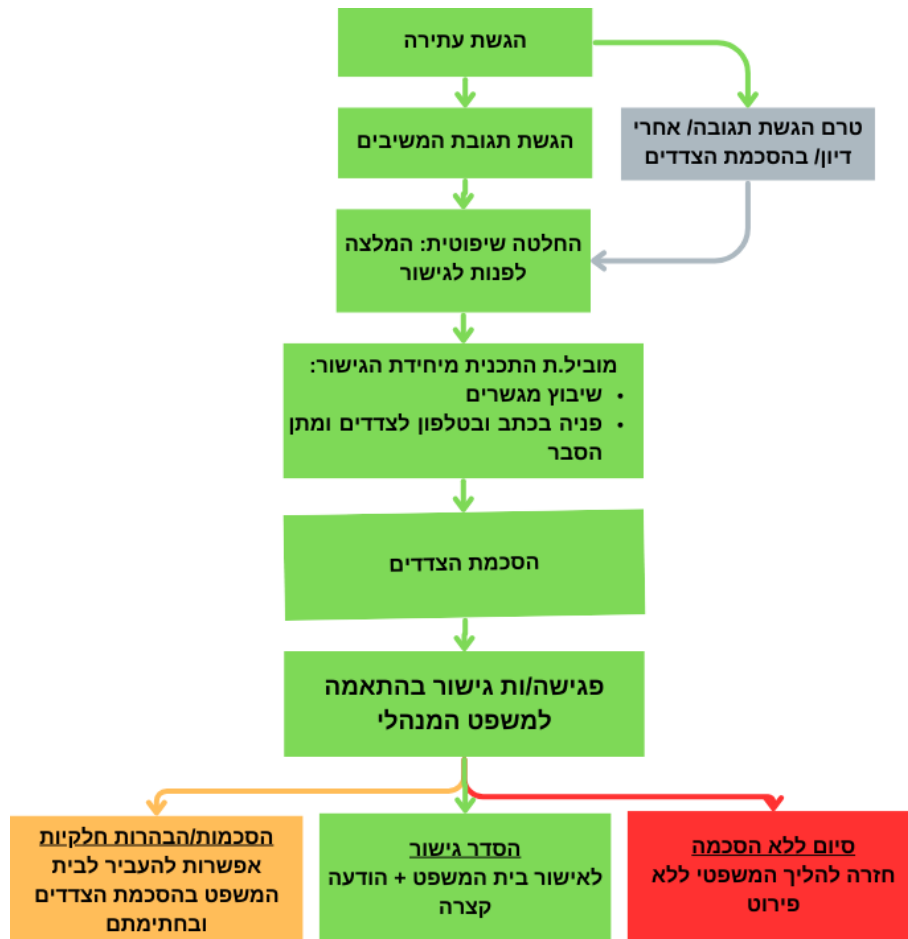 הגשת עתירה
טרם הגשת תגובה/ אחרי
דיון/ בהסכמת הצדדים
הגשת תגובת המשיבים
החלטה שיפוטית: המלצה
לפנות לגישור
מוביל.ת התכנית מיחידת הגישור:
• שיבוץ מגשרים
• פניה בכתב ובטלפון לצדדים ומתן
הסבר
הסכמת הצדדים
פגישה/ות גישור בהתאמה
למשפט המנהלי
סיום ללא הסכמה
חזרה להליך המשפטי ללא
פירוט
הסדר גישור
לאישור בית המשפט + הודעה
קצרה
הסכמות/הבהרות חלקיות
אפשרות להעביר לבית
המשפט בהסכמת הצדדים
ובחתימתם